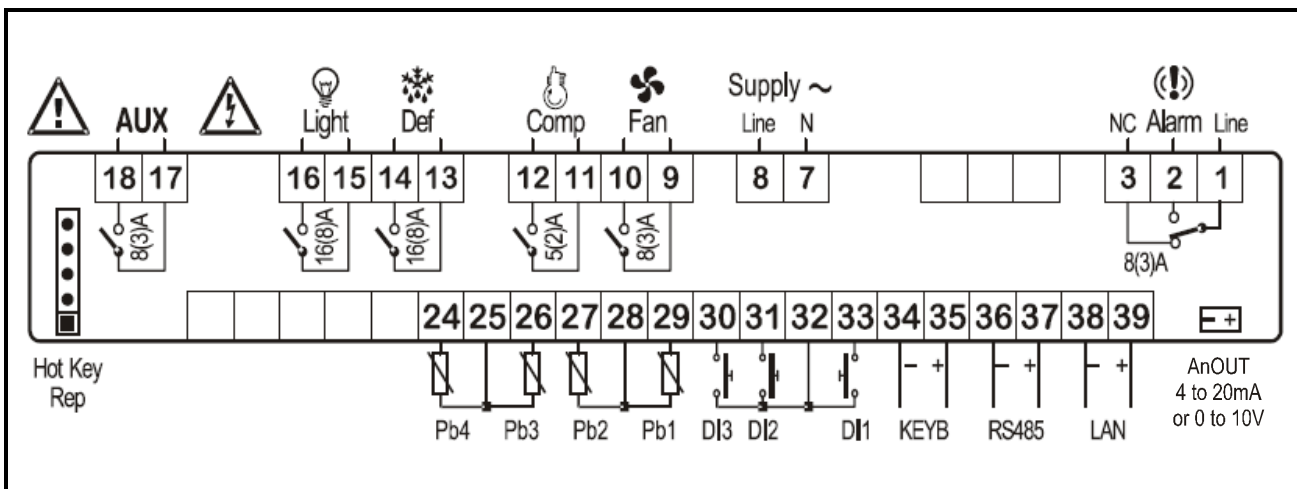 Supply ~
AUX Light Def Comp Fan Line N NC Alarm Line
18 17 16 15 14 13 12 11 10 9 8 7 3 2 1
8(3)A 16(8)A 16(8)A 5(2)A 8(3)A 8(3)A
24 25 26 27 28 29 30 31 32 33 34 35 36 37 38 39 - +
- + - + - +
Hot Key
Rep
AnOUT
4 to 20mA
or 0 to 10V
Pb4 Pb3 Pb2 Pb1 DI3 DI2 DI1 KEYB RS485 LAN